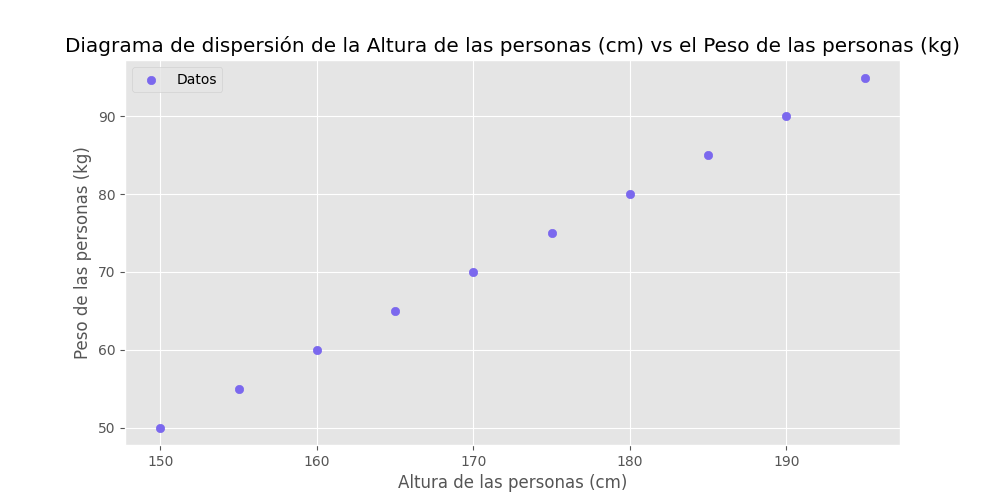 Diagrama de dispersión de la Altura de las personas (cm) vs el Peso de las personas (kg)
Datos
Peso de las personas (kg)
90
80
70
60
50
150 160 170 180 190
Altura de las personas (cm)